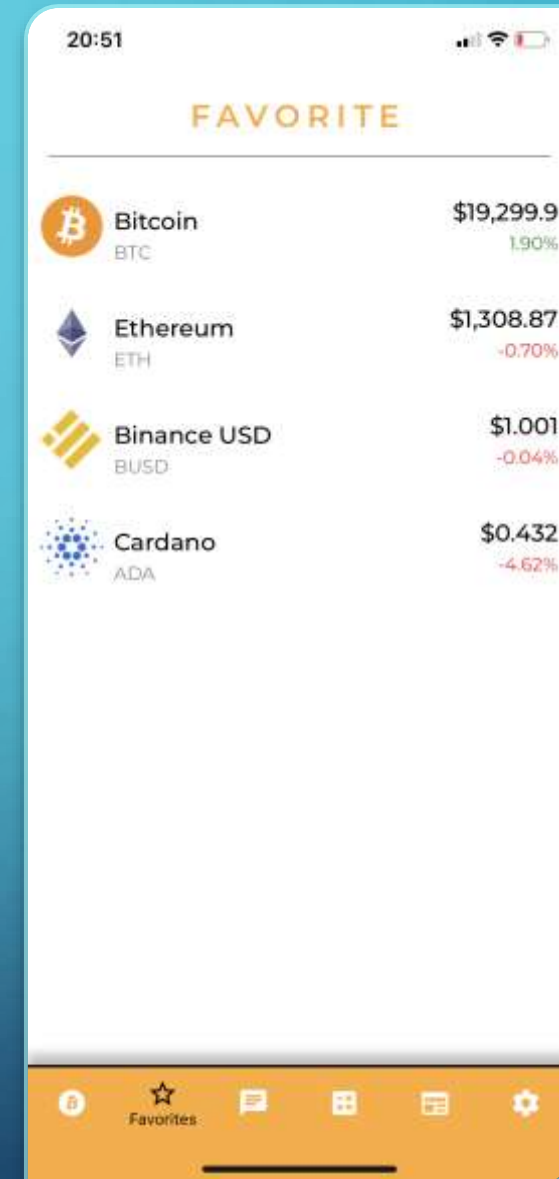 20:51
FAVORITE
Bitcoin $19,299.9
BTC 1.90%
Ethereum $1,308.87
ETH -0.70%
Binance USD $1.001
BUSD -0.04%
Cardano $0.432
ADA -4.62%
Favorites